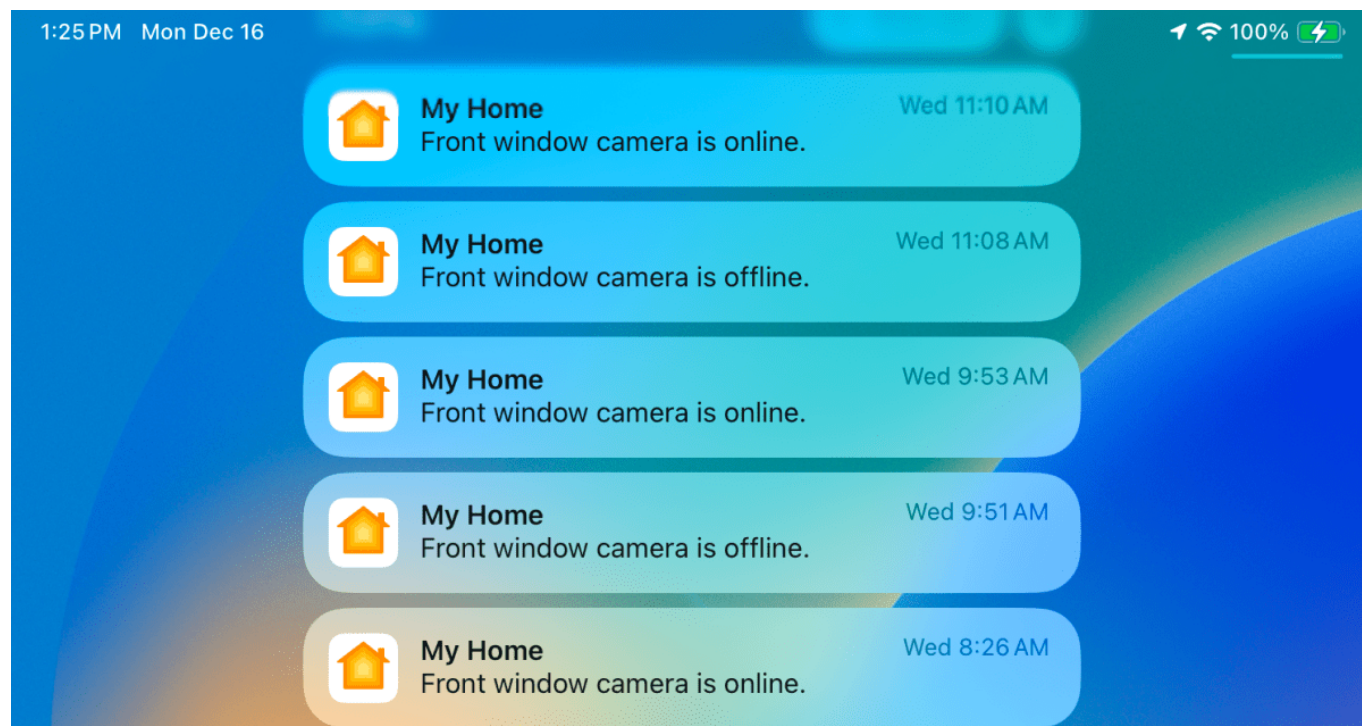 1:25 PM Mon Dec 16 100%
My Home Wed 11:10 AM
Front window camera is online.
My Home Wed 11:08 AM
Front window camera is offline.
My Home Wed 9:53 AM
Front window camera is online.
My Home Wed 9:51 AM
Front window camera is offline.
My Home Wed 8:26 AM
Front window camera is online.